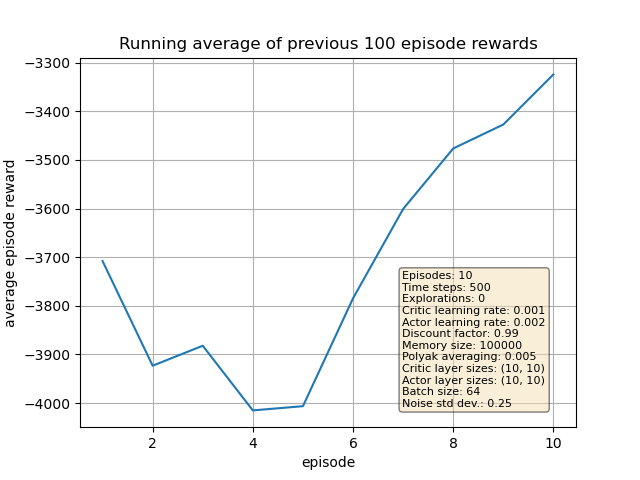 Running average of previous 100 episode rewards
−3300
−3400
−3500
−3600
−3700
−3800
−3900
−4000
average episode reward
Episodes: 10
Time steps: 500
Explorations: 0
Critic learning rate: 0.001
Actor learning rate: 0.002
Discount factor: 0.99
Memory size: 100000
Polyak averaging: 0.005
Critic layer sizes: (10, 10)
Actor layer sizes: (10, 10)
Batch size: 64
Noise std dev.: 0.25
2 4 6 8 10
episode